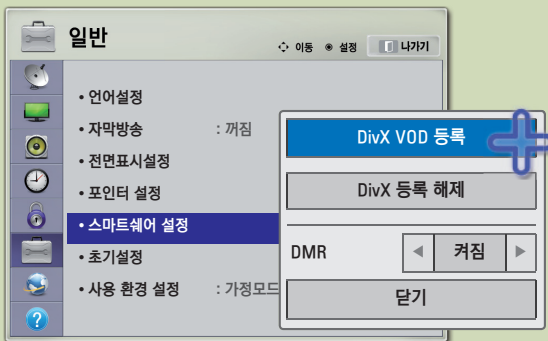 일반
이동 ◉ 설정 나가기
• 언어설정
• 자막방송 : 꺼짐
• 전면표시설정
• 포인터 설정
• 스마트쉐어 설정
• 초기설정
• 사용 환경 설정 : 가정모드
DivX VOD 등록
DivX 등록 해제
DMR ◀ 켜짐 ▶
닫기
?